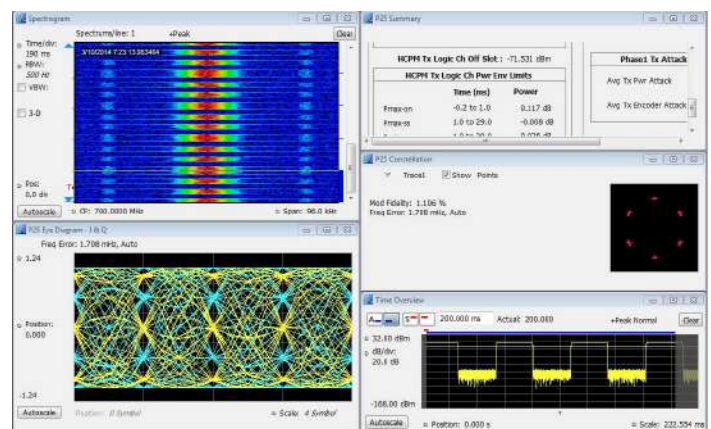 Spectrogram
Spectrums/line: 1
+Peak
Clear
Time/div:
190 ms
RBW:
500 Hz
VBW:
3-D
3/10/2014 7:23 13.963464
Pos:
0.0 div
Autoscale
CF: 700.0000 MHz
Span: 96.0 kHz
P25 Summary
HCPM Tx Logic Ch Off Slot : -71.531 dBm
HCPM Tx Logic Ch Pwr Env Limits
Time (ms) Power
Pmax-on -0.2 to 1.0 0.117 dB
Pmax-ss 1.0 to 29.0 -0.008 dB
Phase1 Tx Attack
Avg Tx Pwr Attack
Avg Tx Encoder Attack
P25 Constellation
Trace1
Show Points
Mod Fidelity: 1.106 %
Freq Error: 1.708 mHz, Auto
P25 Eye Diagram - I & Q
Freq Error: 1.708 mHz, Auto
1.24
Position:
0.000
-1.24
Autoscale
Position: 0 Symbol
Scale: 4 Symbol
Time Overview
200.000 ms
Actual: 200.000
+Peak Normal
Clear
32.00 dBm
dB/div:
20.0 dB
-168.00 dBm
Autoscale
Position: 0.000 s
Scale: 222.554 ms